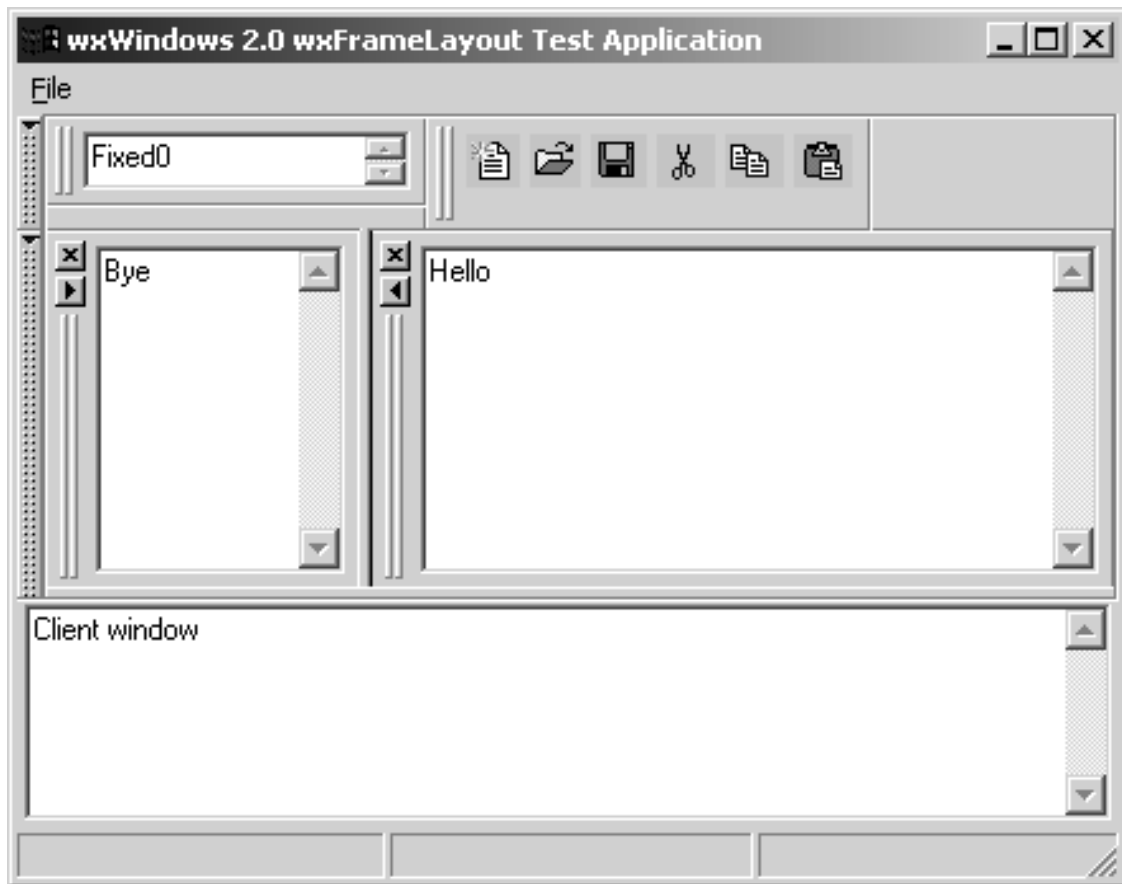 wxWindows 2.0 wxFrameLayout Test Application
File
Fixed0
Bye
Hello
Client window